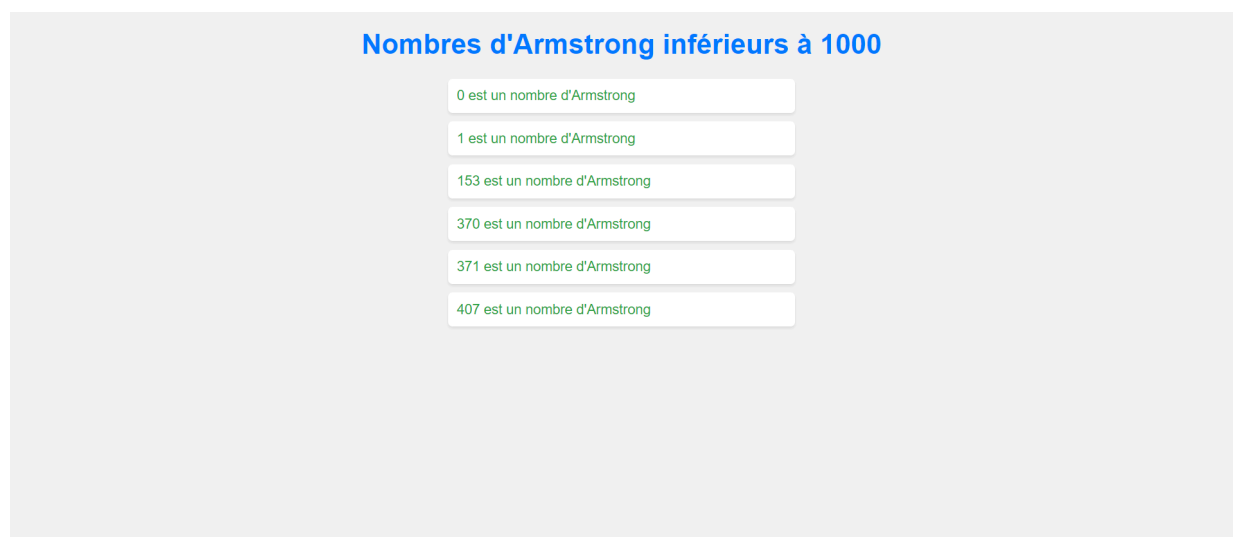 Nombres d'Armstrong inférieurs à 1000
0 est un nombre d'Armstrong
1 est un nombre d'Armstrong
153 est un nombre d'Armstrong
370 est un nombre d'Armstrong
371 est un nombre d'Armstrong
407 est un nombre d'Armstrong